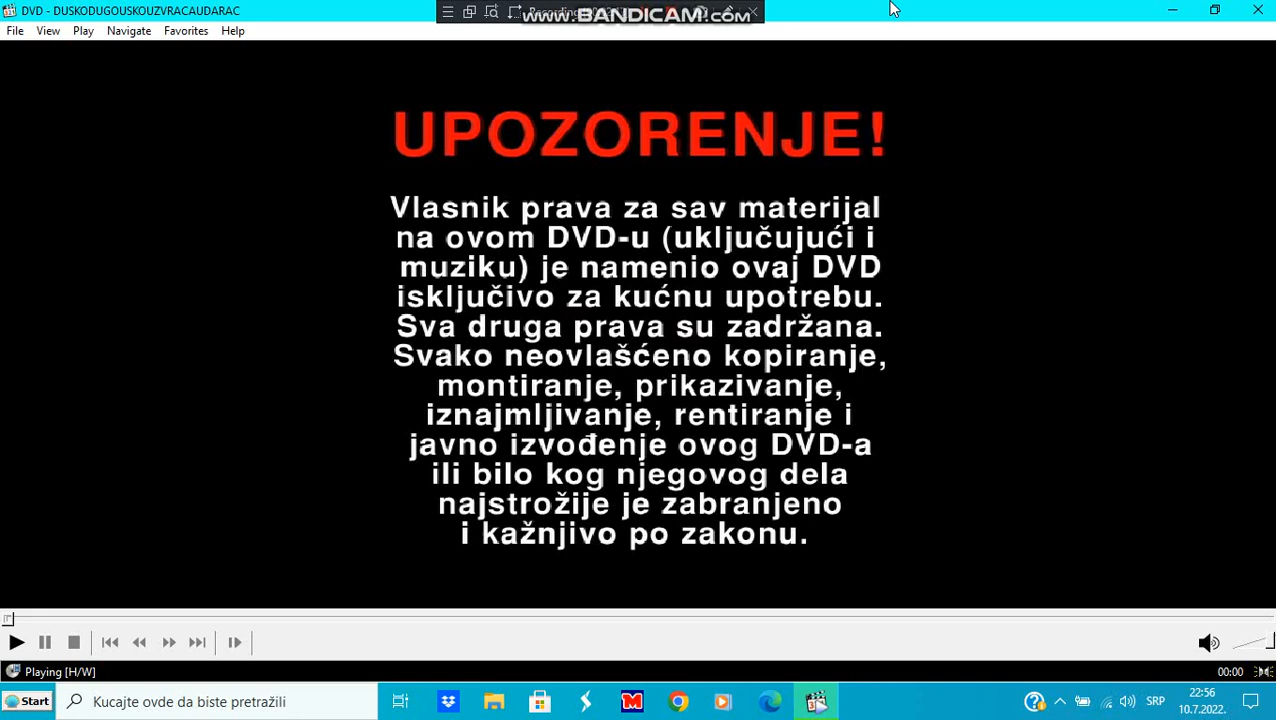 DVD - DUSKODUGOUSKOUZVRACAUDARAC
www.BANDICAM.com
File View Play Navigate Favorites Help
UPOZORENJE!
Vlasnik prava za sav materijal
na ovom DVD-u (uključujući i
muziku) je namenio ovaj DVD
isključivo za kućnu upotrebu.
Sva druga prava su zadržana.
Svako neovlašćeno kopiranje,
montiranje, prikazivanje,
iznajmljivanje, rentiranje i
javno izvođenje ovog DVD-a
ili bilo kog njegovog dela
najstrožije je zabranjeno
i kažnjivo po zakonu.
Playing [H/W] 00:00
Start Kucajte ovde da biste pretražili SRP 22:56
10.7.2022.